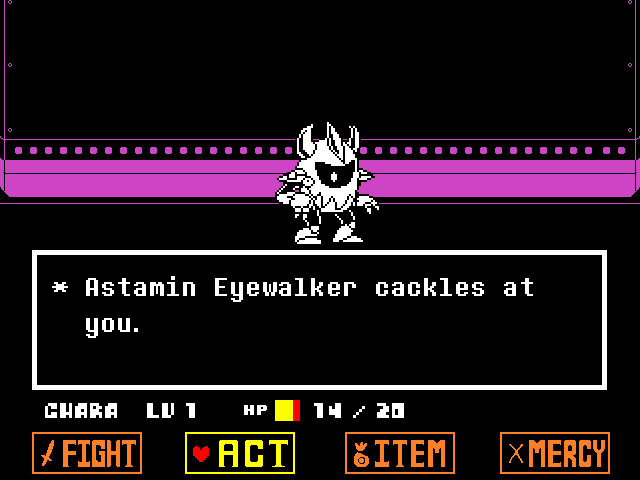 * Astamin Eyewalker cackles at
you.
CHARA LV 1 HP 14 / 20
FIGHT ACT ITEM MERCY